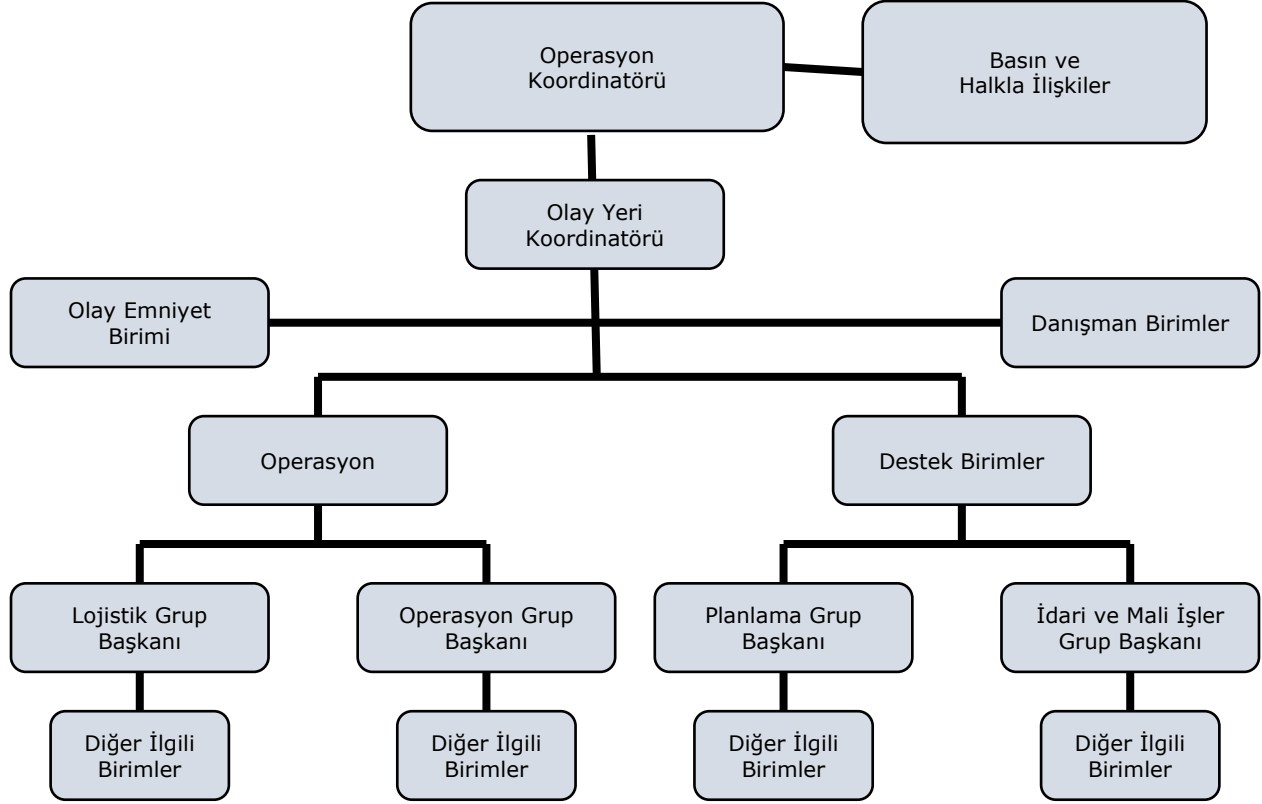 Operasyon
Koordinatörü
Basın ve
Halkla İlişkiler
Olay Yeri
Koordinatörü
Olay Emniyet
Birimi
Danışman Birimler
Operasyon
Destek Birimler
Lojistik Grup
Başkanı
Operasyon Grup
Başkanı
Planlama Grup
Başkanı
İdari ve Mali İşler
Grup Başkanı
Diğer İlgili
Birimler
Diğer İlgili
Birimler
Diğer İlgili
Birimler
Diğer İlgili
Birimler